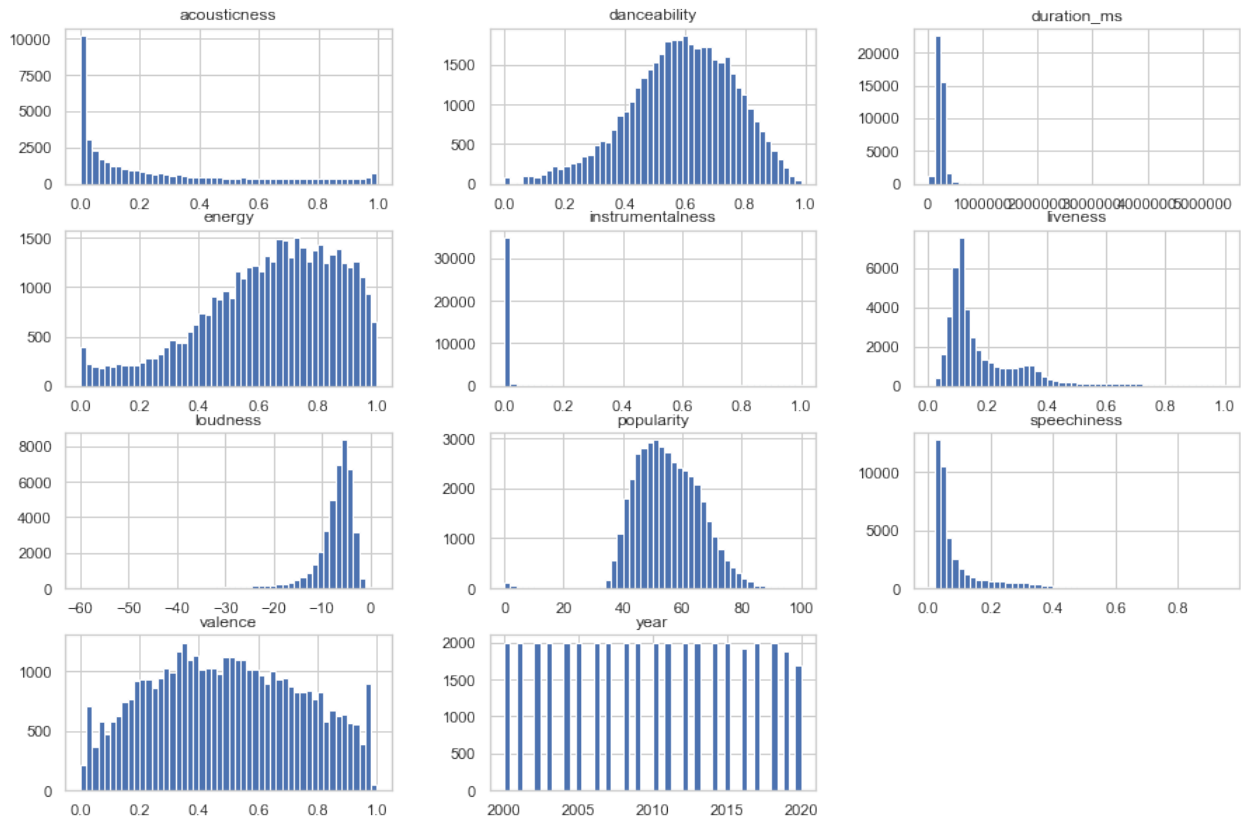 acousticness
10000
7500
5000
2500
0
0.0 0.2 0.4 0.6 0.8 1.0
danceability
1500
1000
500
0
0.0 0.2 0.4 0.6 0.8 1.0
duration_ms
20000
15000
10000
5000
0
0 1000000 2000000 3000000 4000000 5000000
energy
1500
1000
500
0
0.0 0.2 0.4 0.6 0.8 1.0
instrumentalness
30000
20000
10000
0
0.0 0.2 0.4 0.6 0.8 1.0
liveness
6000
4000
2000
0
0.0 0.2 0.4 0.6 0.8 1.0
loudness
8000
6000
4000
2000
0
−60 −50 −40 −30 −20 −10 0
popularity
3000
2000
1000
0
0 20 40 60 80 100
speechiness
10000
5000
0
0.0 0.2 0.4 0.6 0.8
valence
1000
500
0
0.0 0.2 0.4 0.6 0.8 1.0
year
2000
1500
1000
500
0
2000 2005 2010 2015 2020